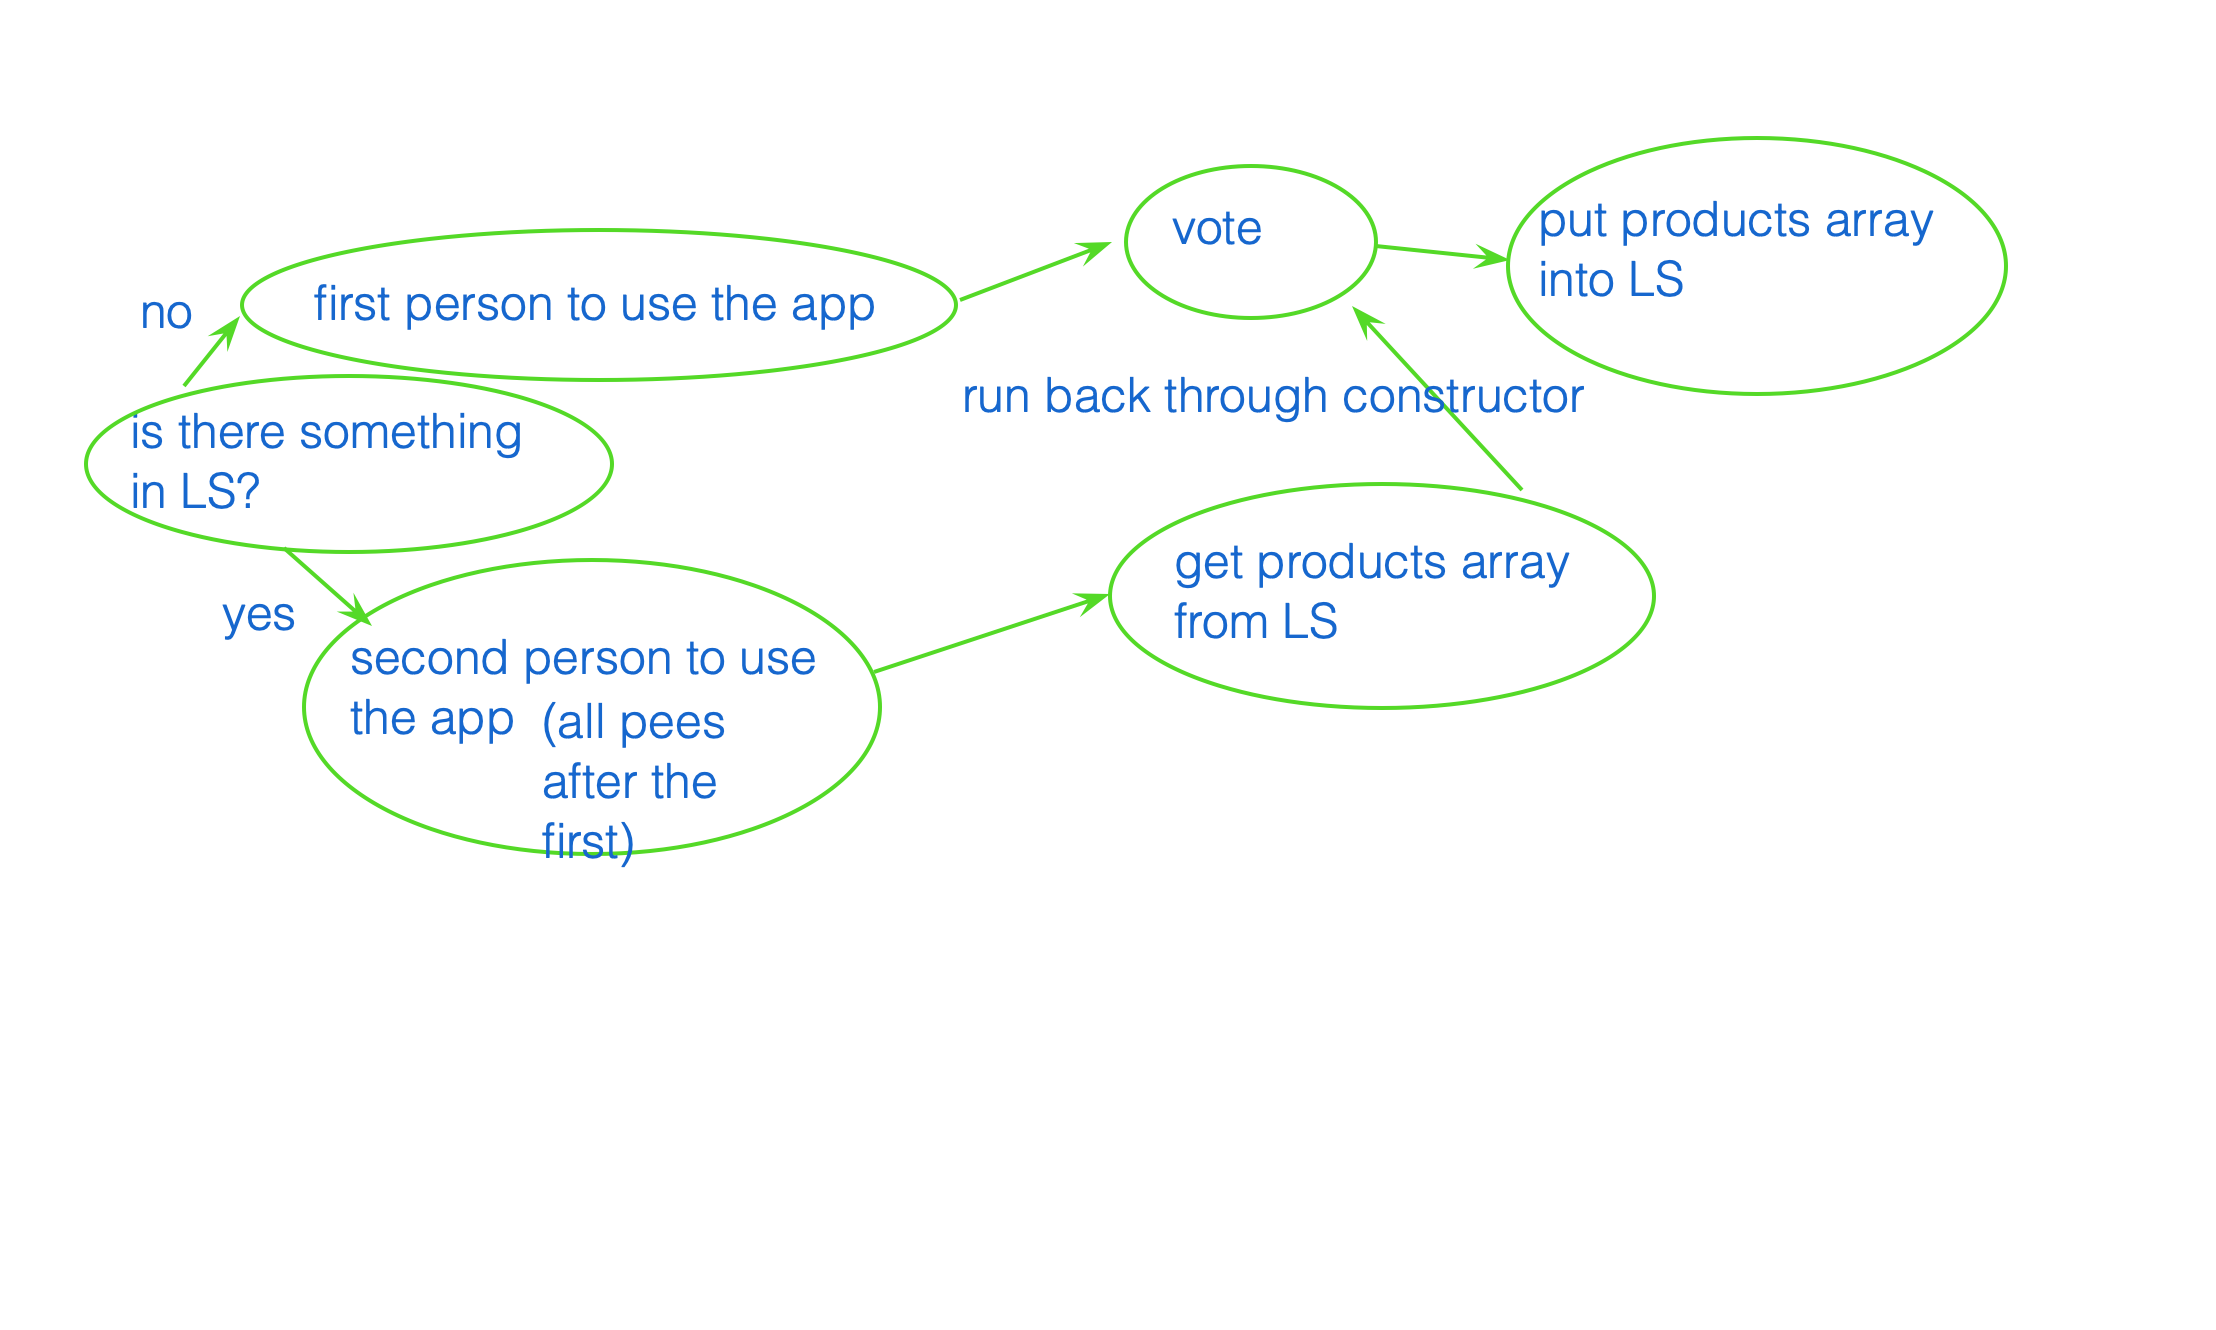 no
is there something
in LS?
yes
first person to use the app
second person to use
the app (all pees
after the
first)
vote
put products array
into LS
run back through constructor
get products array
from LS